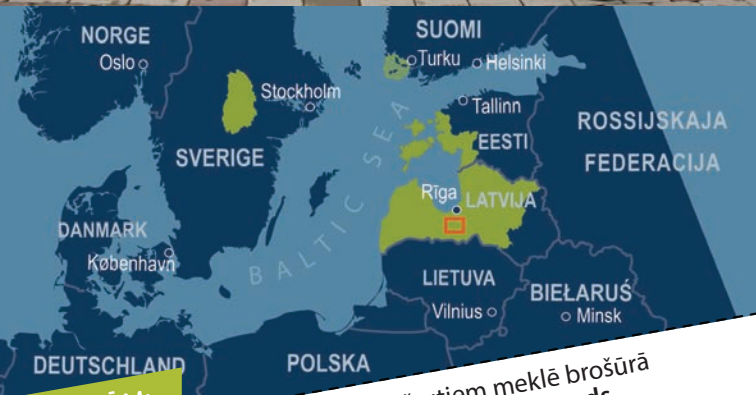 NORGE
Oslo
SUOMI
Turku
Helsinki
Stockholm
Tallinn
EESTI
ROSSIJSKAJA
FEDERACIJA
SVERIGE
BALTIC SEA
Rīga
LATVIJA
DANMARK
København
LIETUVA
Vilnius
BIEŁARUŚ
Minsk
DEUTSCHLAND
POLSKA
meklē brošūrā